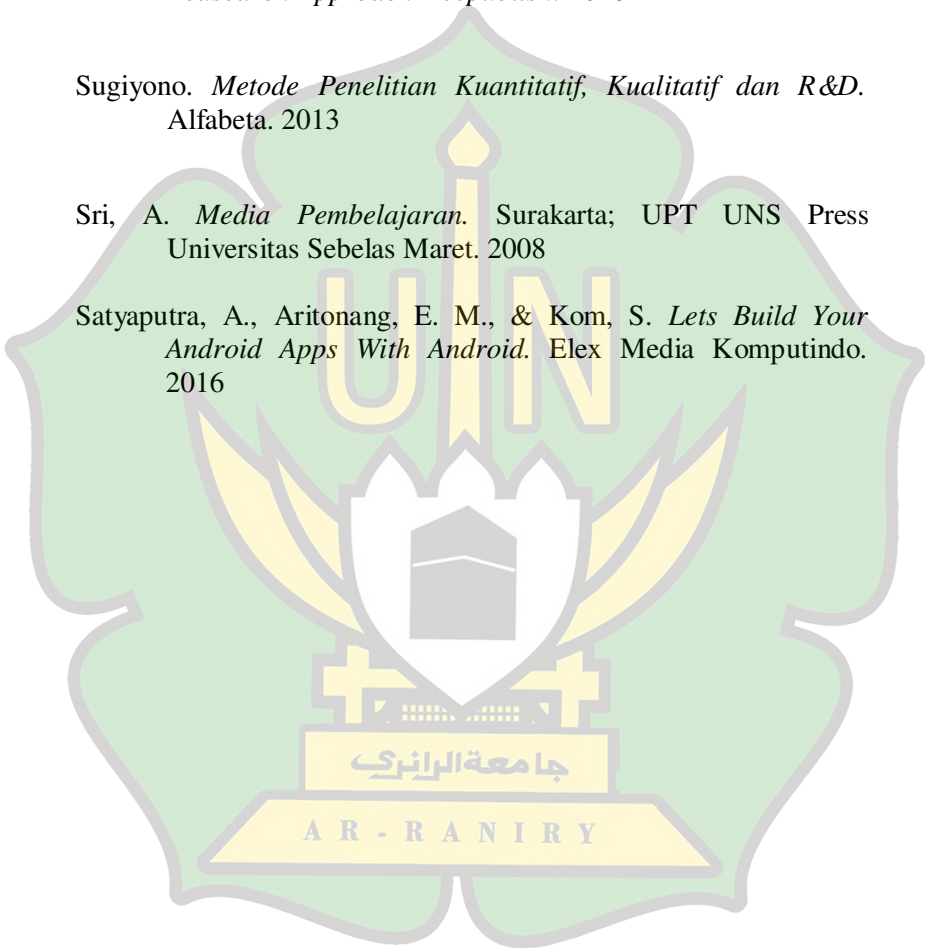 Sugiyono. Metode Penelitian Kuantitatif, Kualitatif dan R&D.
Alfabeta. 2013
Sri, A. Media Pembelajaran. Surakarta; UPT UNS Press
Universitas Sebelas Maret. 2008
Satyaputra, A., Aritonang, E. M., & Kom, S. Lets Build Your
Android Apps With Android. Elex Media Komputindo.
2016
UIN
جامعة الرانري
AR-RANIRY